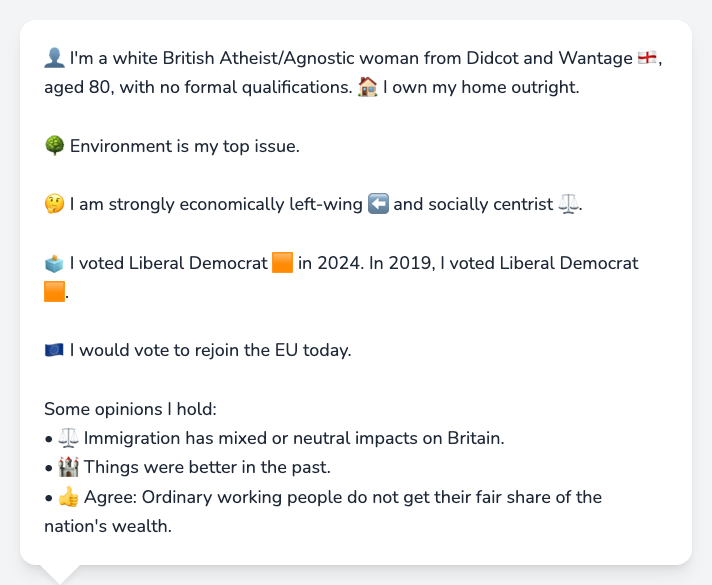 👤 I'm a white British Atheist/Agnostic woman from Didcot and Wantage 🏴󠁧󠁢󠁥󠁮󠁧󠁿,
aged 80, with no formal qualifications. 🏠 I own my home outright.
🌳 Environment is my top issue.
🤔 I am strongly economically left-wing ⬅️ and socially centrist ⚖️.
🗳️ I voted Liberal Democrat 🟧 in 2024. In 2019, I voted Liberal Democrat
🟧.
🇪🇺 I would vote to rejoin the EU today.
Some opinions I hold:
• ⚖️ Immigration has mixed or neutral impacts on Britain.
• 🏰 Things were better in the past.
• 👍 Agree: Ordinary working people do not get their fair share of the
nation's wealth.